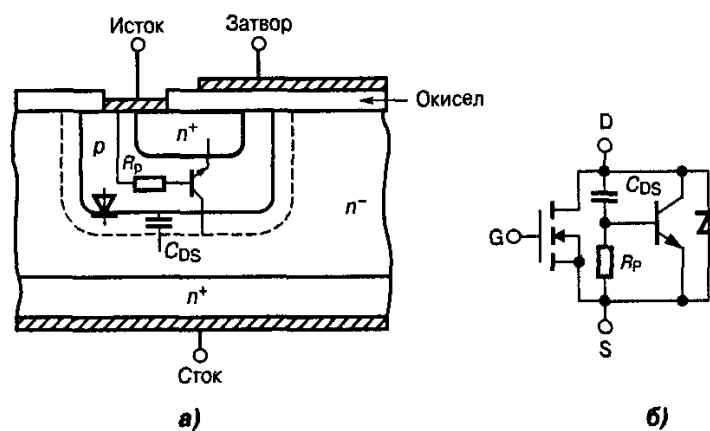 Исток
Затвор
Окисел
n+
p
Rp
n−
CDS
n+
Сток
а)
D
CDS
G
RP
S
б)